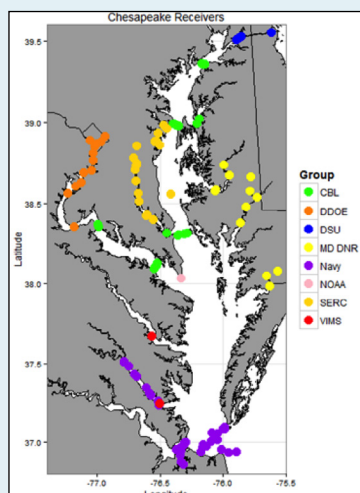 Chesapeake Receivers
39.5
39.0
38.5
38.0
37.5
37.0
Latitude
-77.0
-76.5
-76.0
-75.5
Longitude
Group
CBL
DDOE
DSU
MD DNR
Navy
NOAA
SERC
VIMS